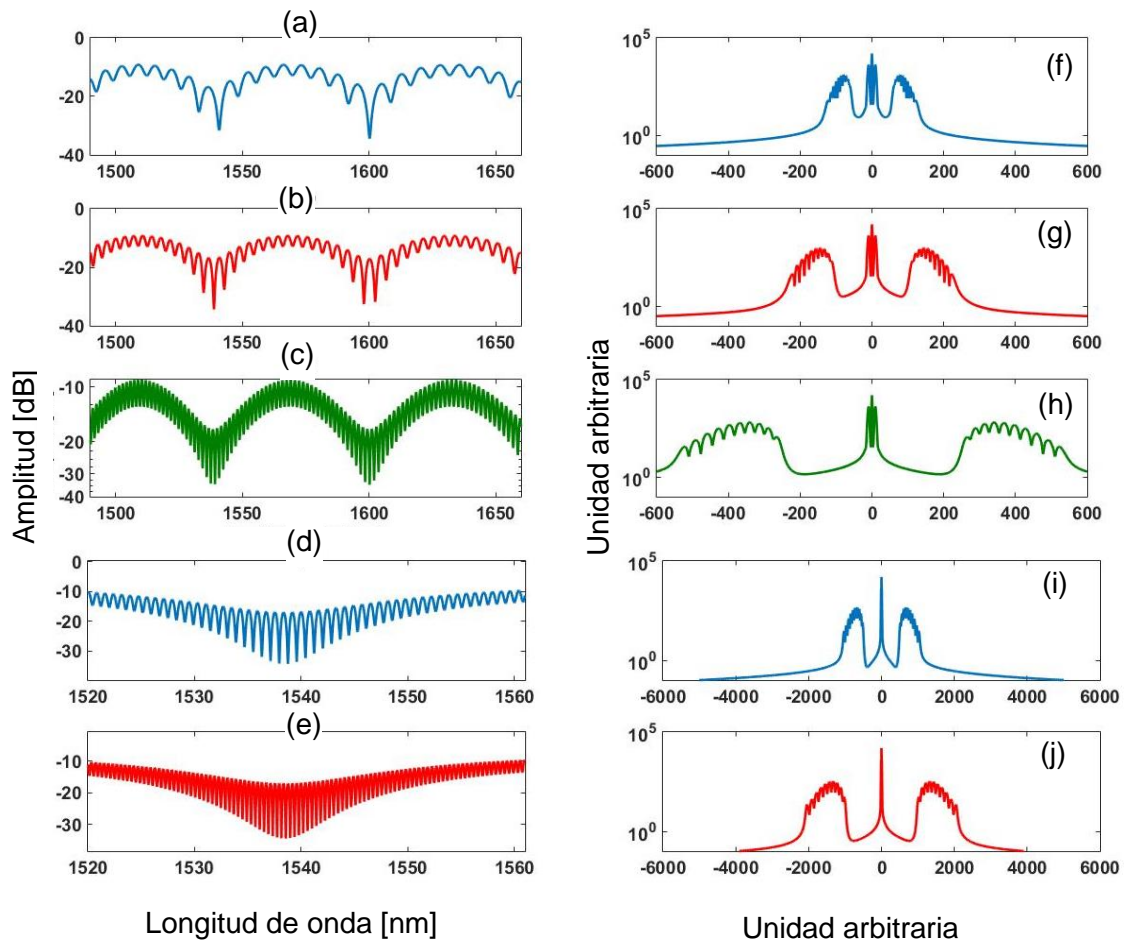 (a)
0
-20
-40
1500 1550 1600 1650
(b)
0
-20
-40
1500 1550 1600 1650
(c)
-10
-20
-30
-40
1500 1550 1600 1650
(d)
0
-10
-20
-30
1520 1530 1540 1550 1560
(e)
-10
-20
-30
1520 1530 1540 1550 1560
Amplitud [dB]
Longitud de onda [nm]
(f)
10^5
10^0
-600 -400 -200 0 200 400 600
(g)
10^5
10^0
-600 -400 -200 0 200 400 600
(h)
10^5
10^0
-600 -400 -200 0 200 400 600
(i)
10^5
10^0
-6000 -4000 -2000 0 2000 4000 6000
(j)
10^5
10^0
-6000 -4000 -2000 0 2000 4000 6000
Unidad arbitraria
Unidad arbitraria